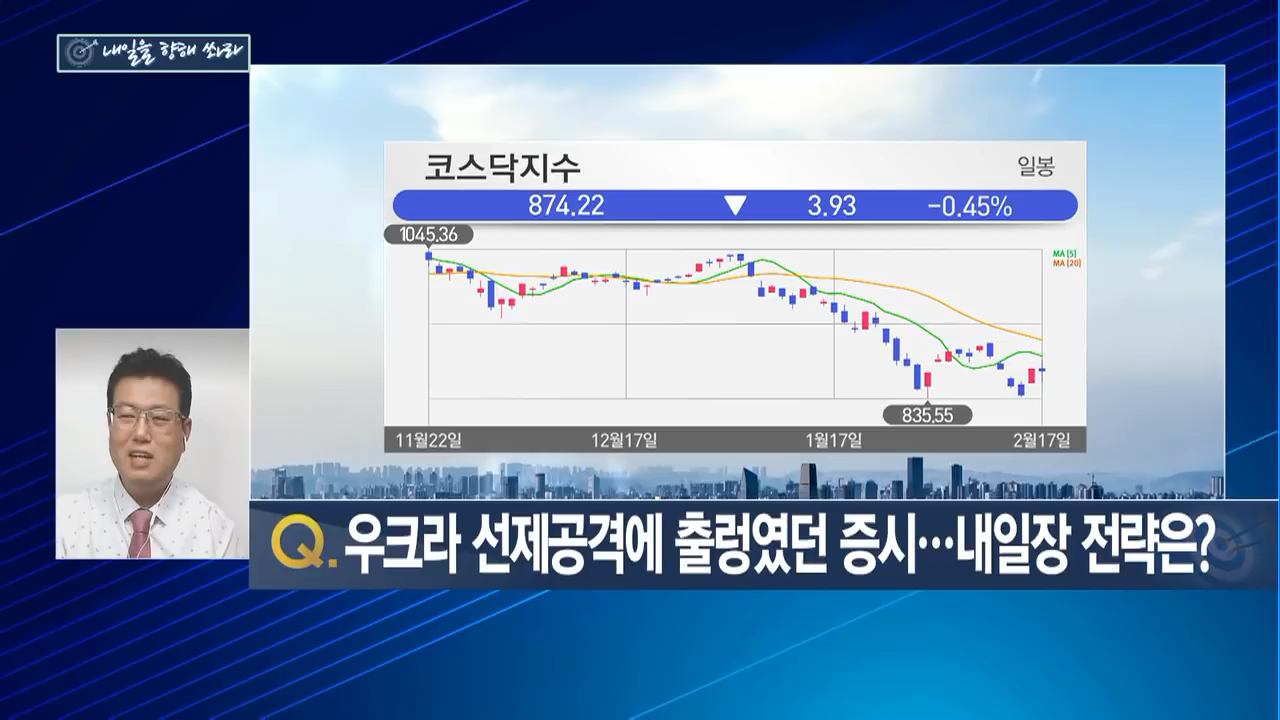 내일을 향해 쏴라
코스닥지수
일봉
874.22 ▼ 3.93 -0.45%
1045.36
MA [5]
MA [20]
835.55
11월22일 12월17일 1월17일 2월17일
Q. 우크라 선제공격에 출렁였던 증시…내일장 전략은?